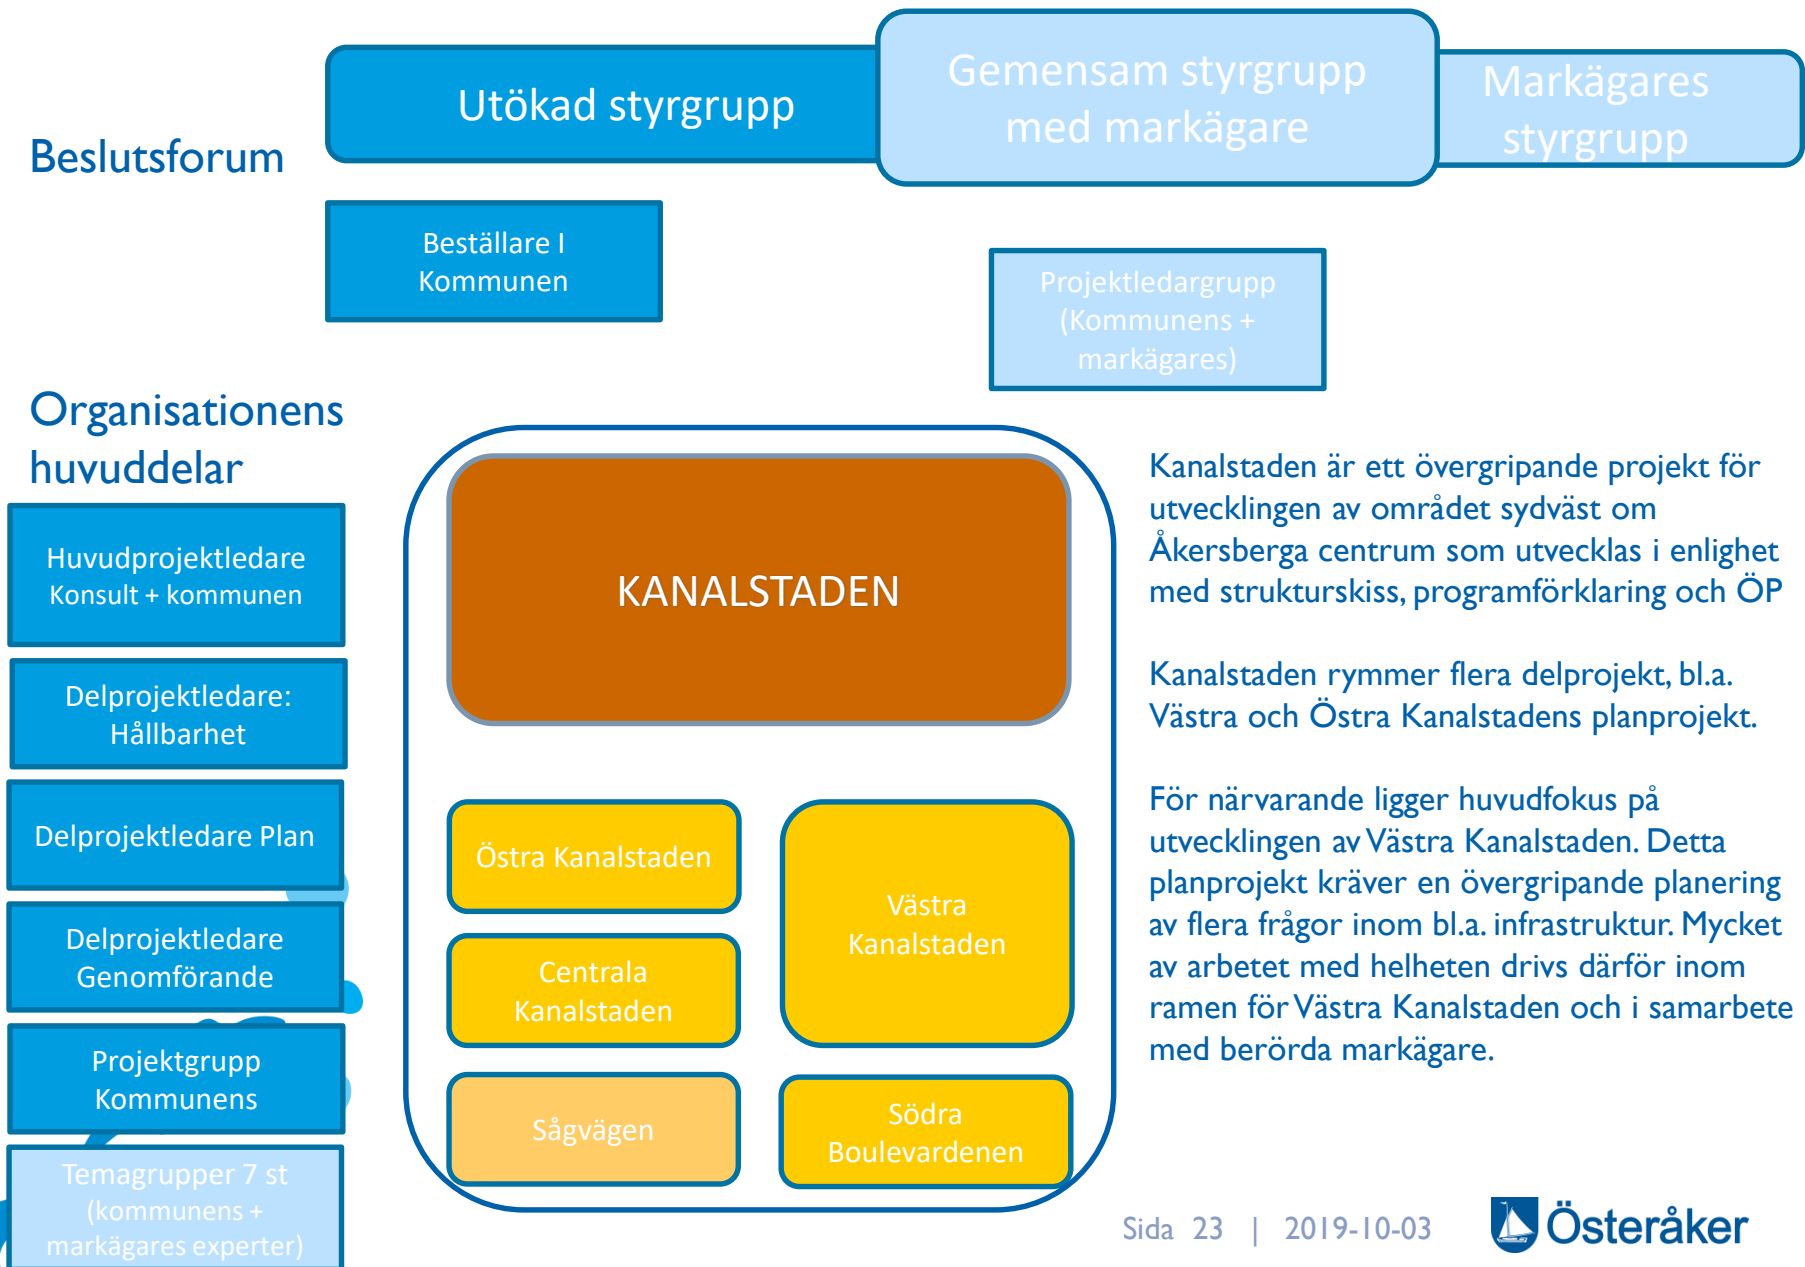 Utökad styrgrupp
Gemensam styrgrupp
med markägare
Markägares
styrgrupp
Beslutsforum
Beställare I
Kommunen
Projektledargrupp
(Kommunens +
markägares)
Organisationens
huvuddelar
Huvudprojektledare
Konsult + kommunen
Delprojektledare:
Hållbarhet
Delprojektledare Plan
Delprojektledare
Genomförande
Projektgrupp
Kommunens
Temagrupper 7 st
(kommunens +
markägares experter)
KANALSTADEN
Östra Kanalstaden
Västra
Kanalstaden
Centrala
Kanalstaden
Sågvägen
Södra
Boulevardenen
Kanalstaden är ett övergripande projekt för
utvecklingen av området sydväst om
Åkersberga centrum som utvecklas i enlighet
med strukturskiss, programförklaring och ÖP
Kanalstaden rymmer flera delprojekt, bl.a.
Västra och Östra Kanalstadens planprojekt.
För närvarande ligger huvudfokus på
utvecklingen av Västra Kanalstaden. Detta
planprojekt kräver en övergripande planering
av flera frågor inom bl.a. infrastruktur. Mycket
av arbetet med helheten drivs därför inom
ramen för Västra Kanalstaden och i samarbete
med berörda markägare.
Sida 23 | 2019-10-03
Österåker